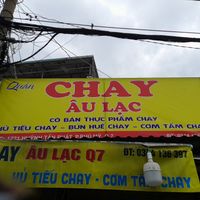 Quán
CHAY
ÂU LẠC
CÓ BÁN THỰC PHẨM CHAY
HỦ TIẾU CHAY - BÚN HUẾ CHAY - CƠM TẤM CHAY
AY ÂU LẠC Q7
HỦ TIẾU CHAY - CƠM TẤM CHAY